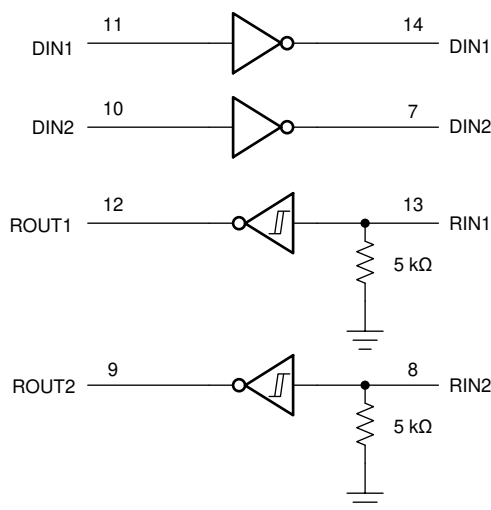 11 14
DIN1 DIN1
10 7
DIN2 DIN2
12 13
ROUT1 RIN1
5 kΩ
9 8
ROUT2 RIN2
5 kΩ